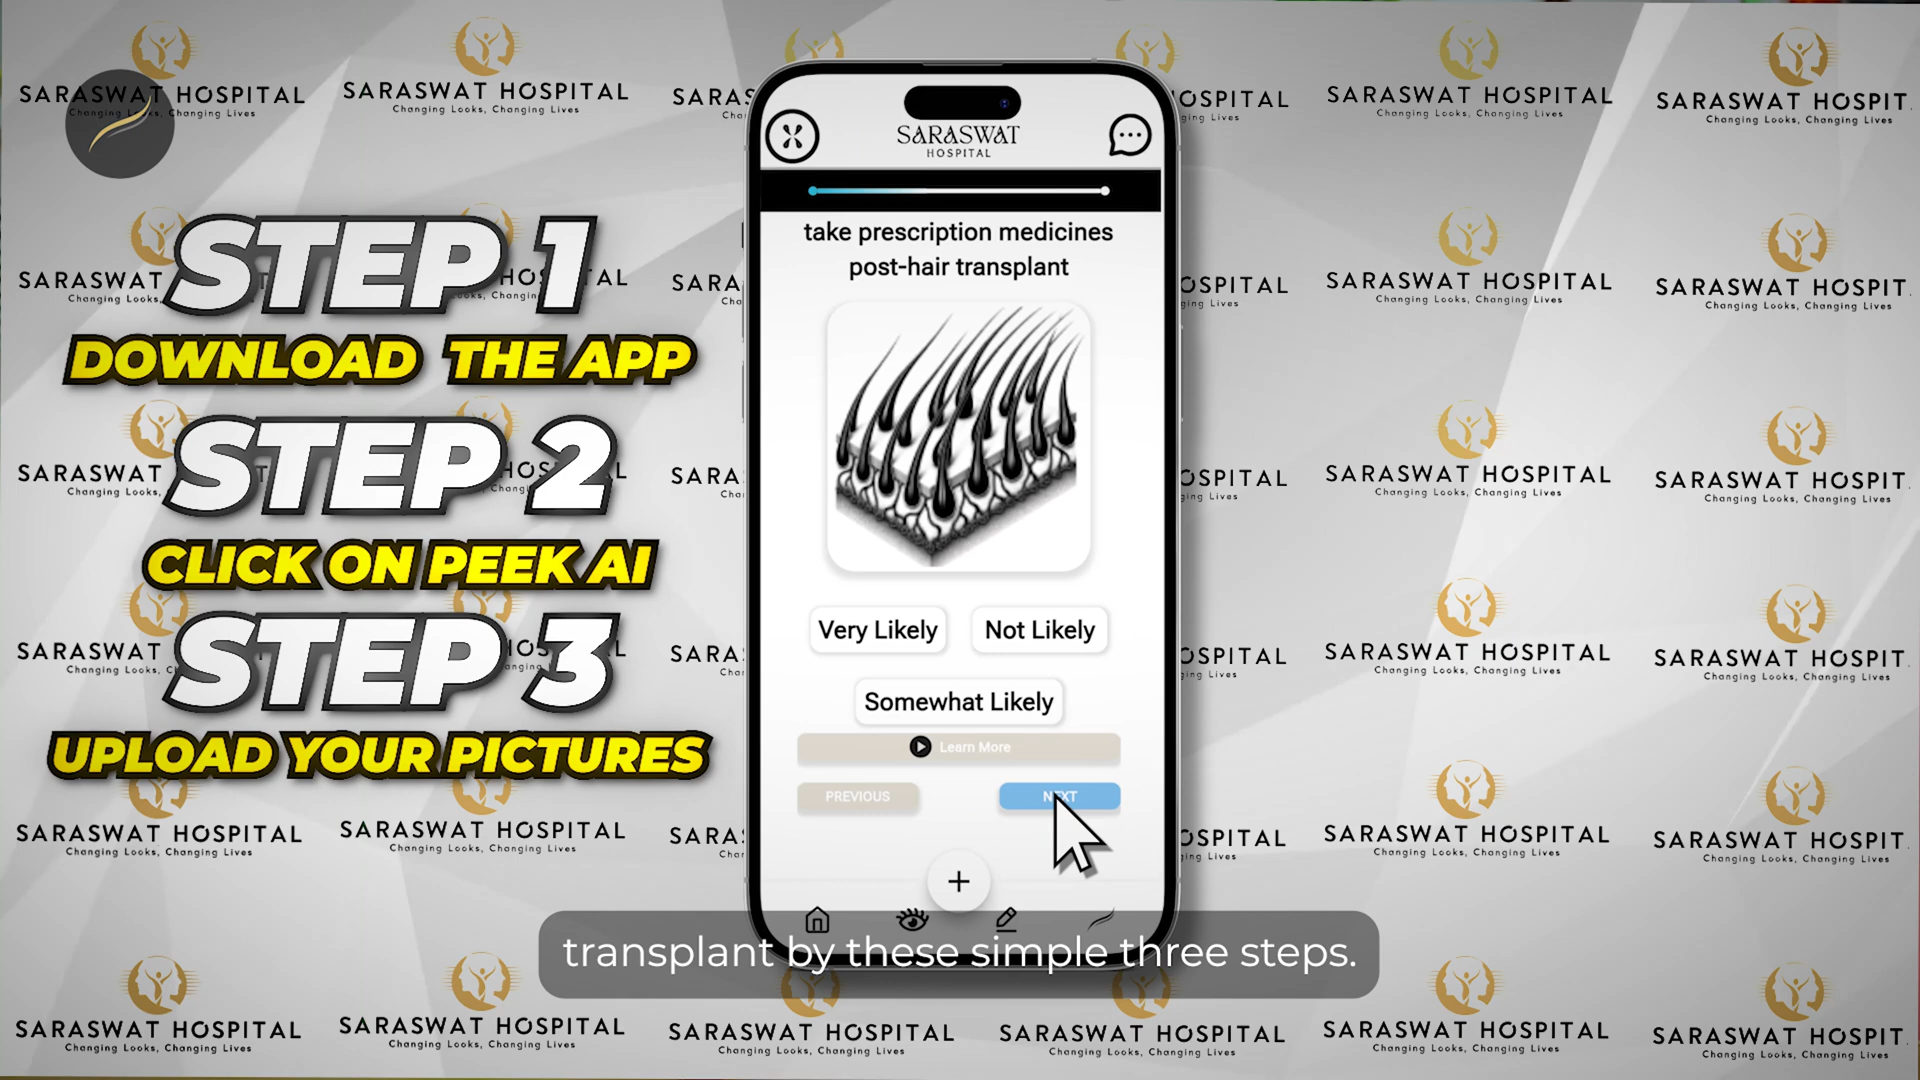 SARASWAT HOSPITAL
Changing Looks, Changing Lives
STEP 1
DOWNLOAD THE APP
STEP 2
CLICK ON PEEK AI
STEP 3
UPLOAD YOUR PICTURES
SARASWAT
HOSPITAL
take prescription medicines
post-hair transplant
Very Likely
Not Likely
Somewhat Likely
Learn More
PREVIOUS
NEXT
transplant by these simple three steps.